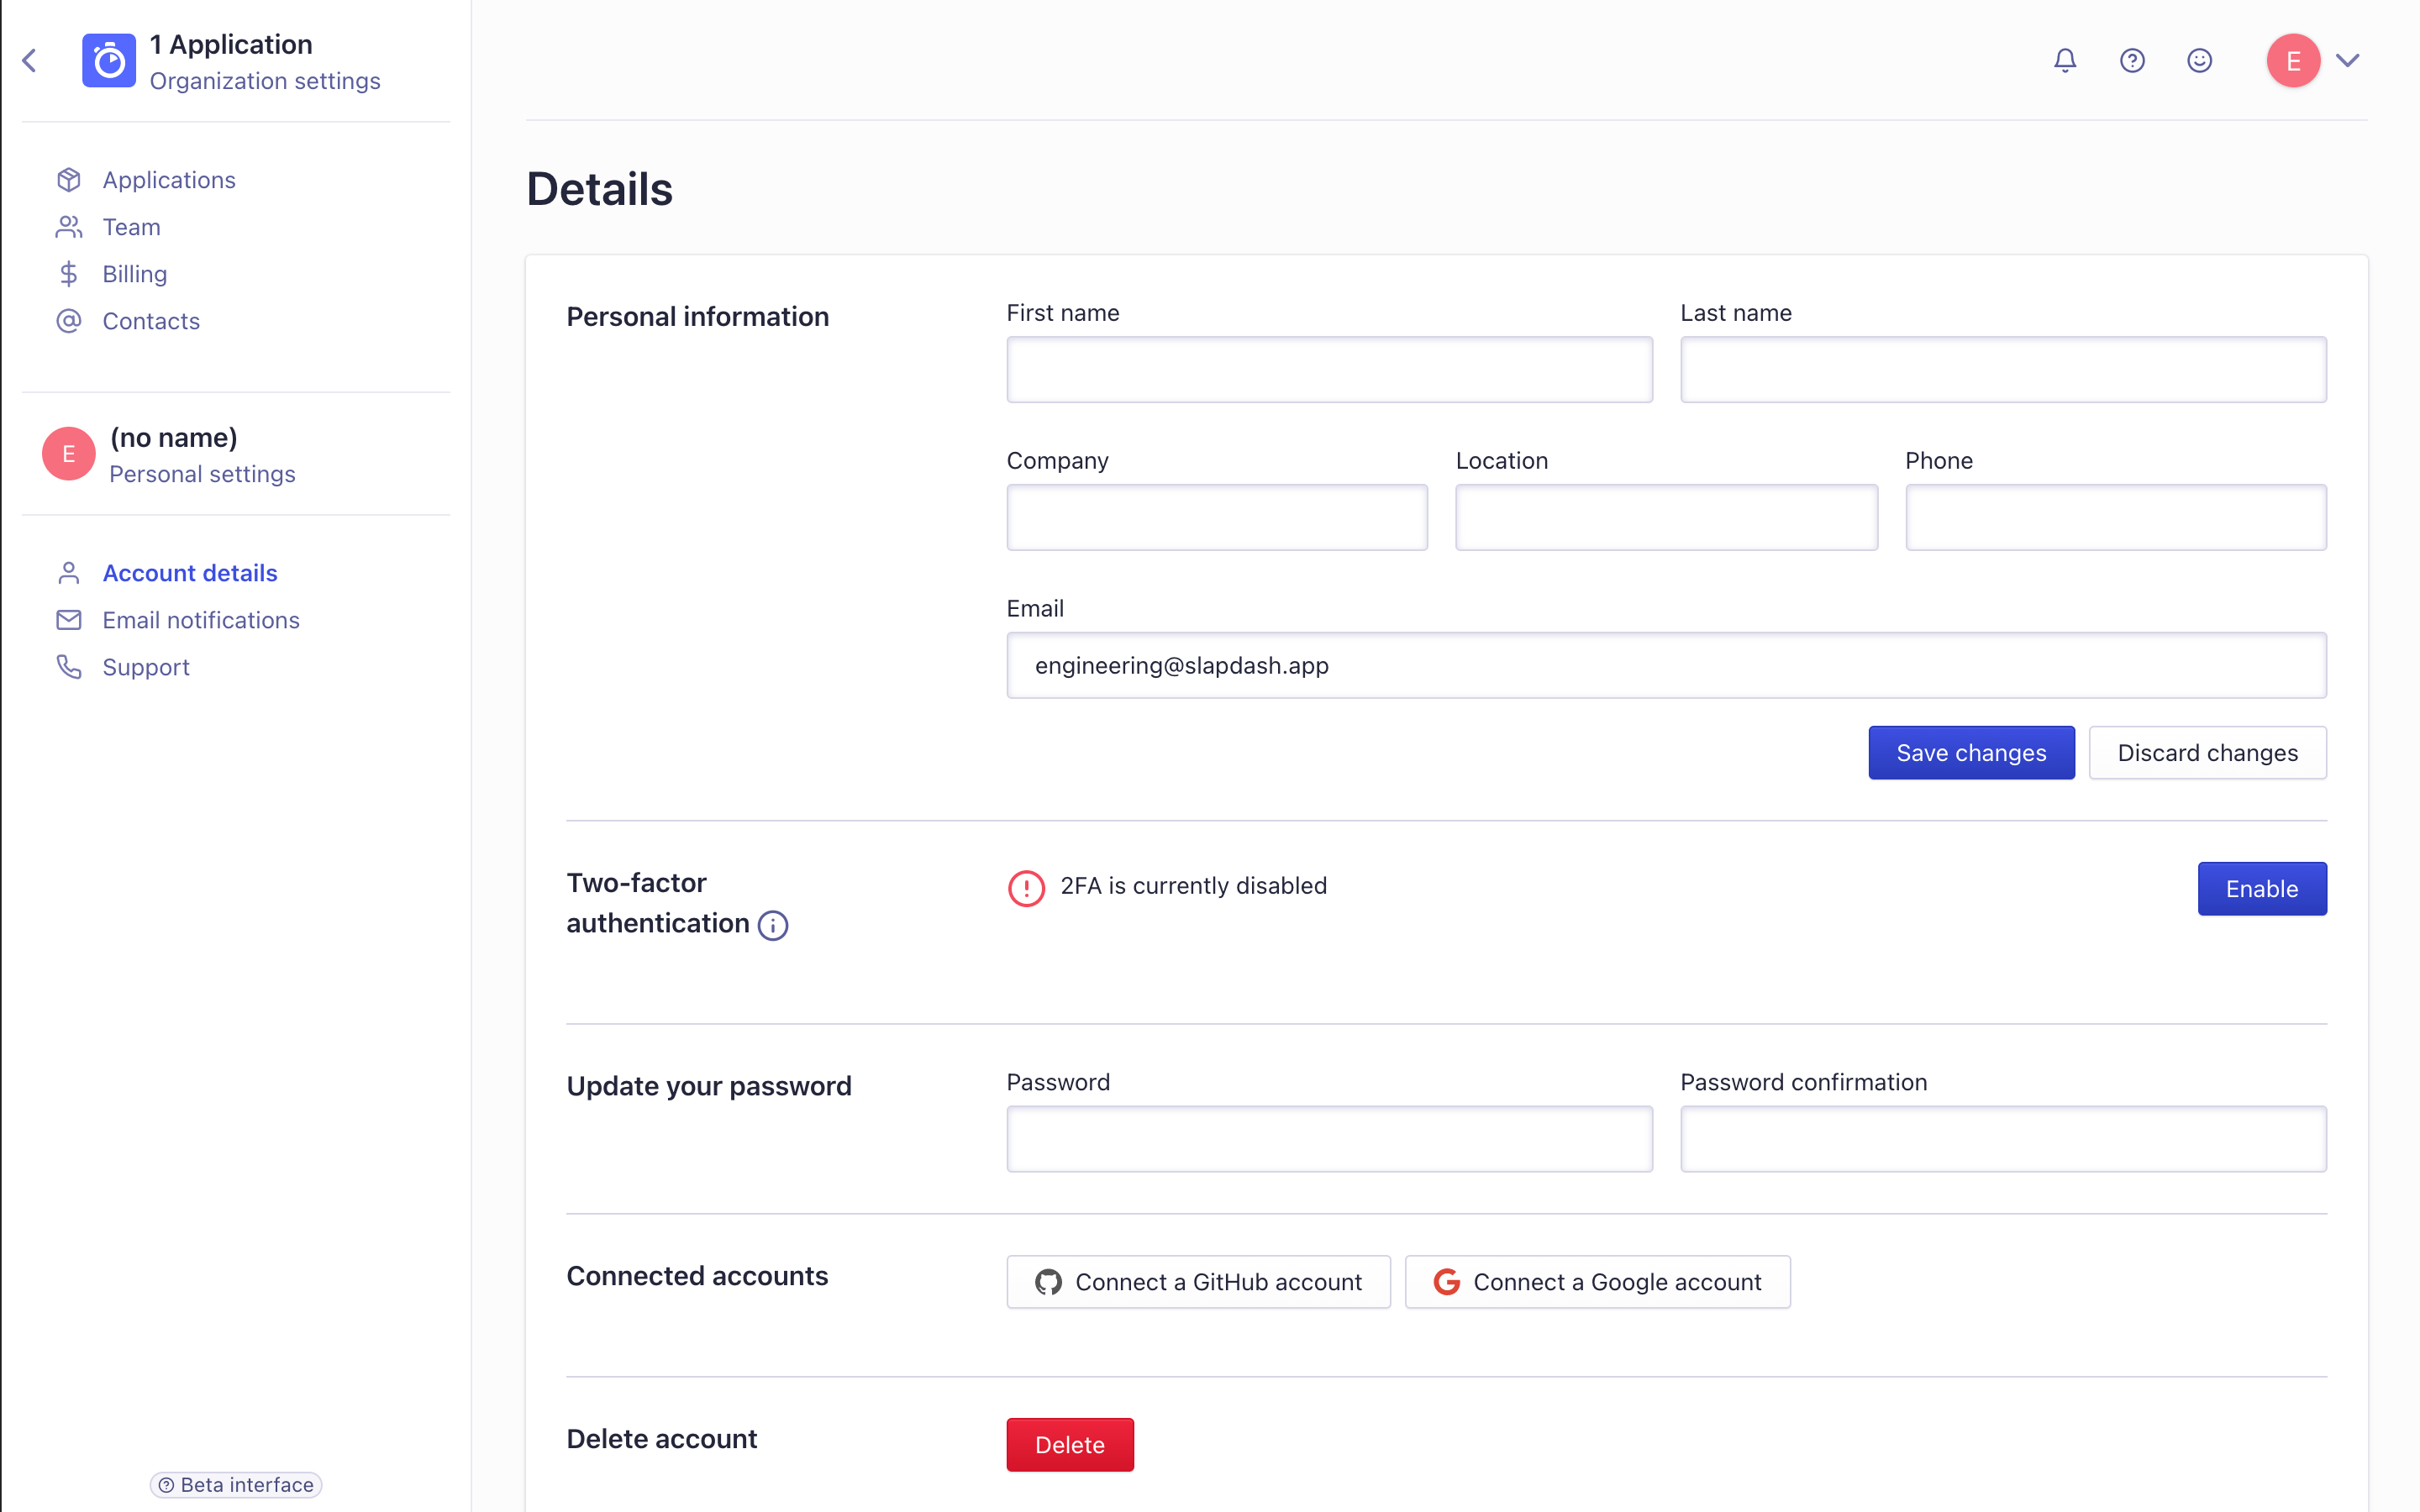 1 Application
Organization settings
Applications
Team
Billing
Contacts
E
(no name)
Personal settings
Account details
Email notifications
Support
Beta interface
E
Details
Personal information
First name
Last name
Company
Location
Phone
Email
engineering@slapdash.app
Save changes
Discard changes
Two-factor
authentication
2FA is currently disabled
Enable
Update your password
Password
Password confirmation
Connected accounts
Connect a GitHub account
Connect a Google account
Delete account
Delete